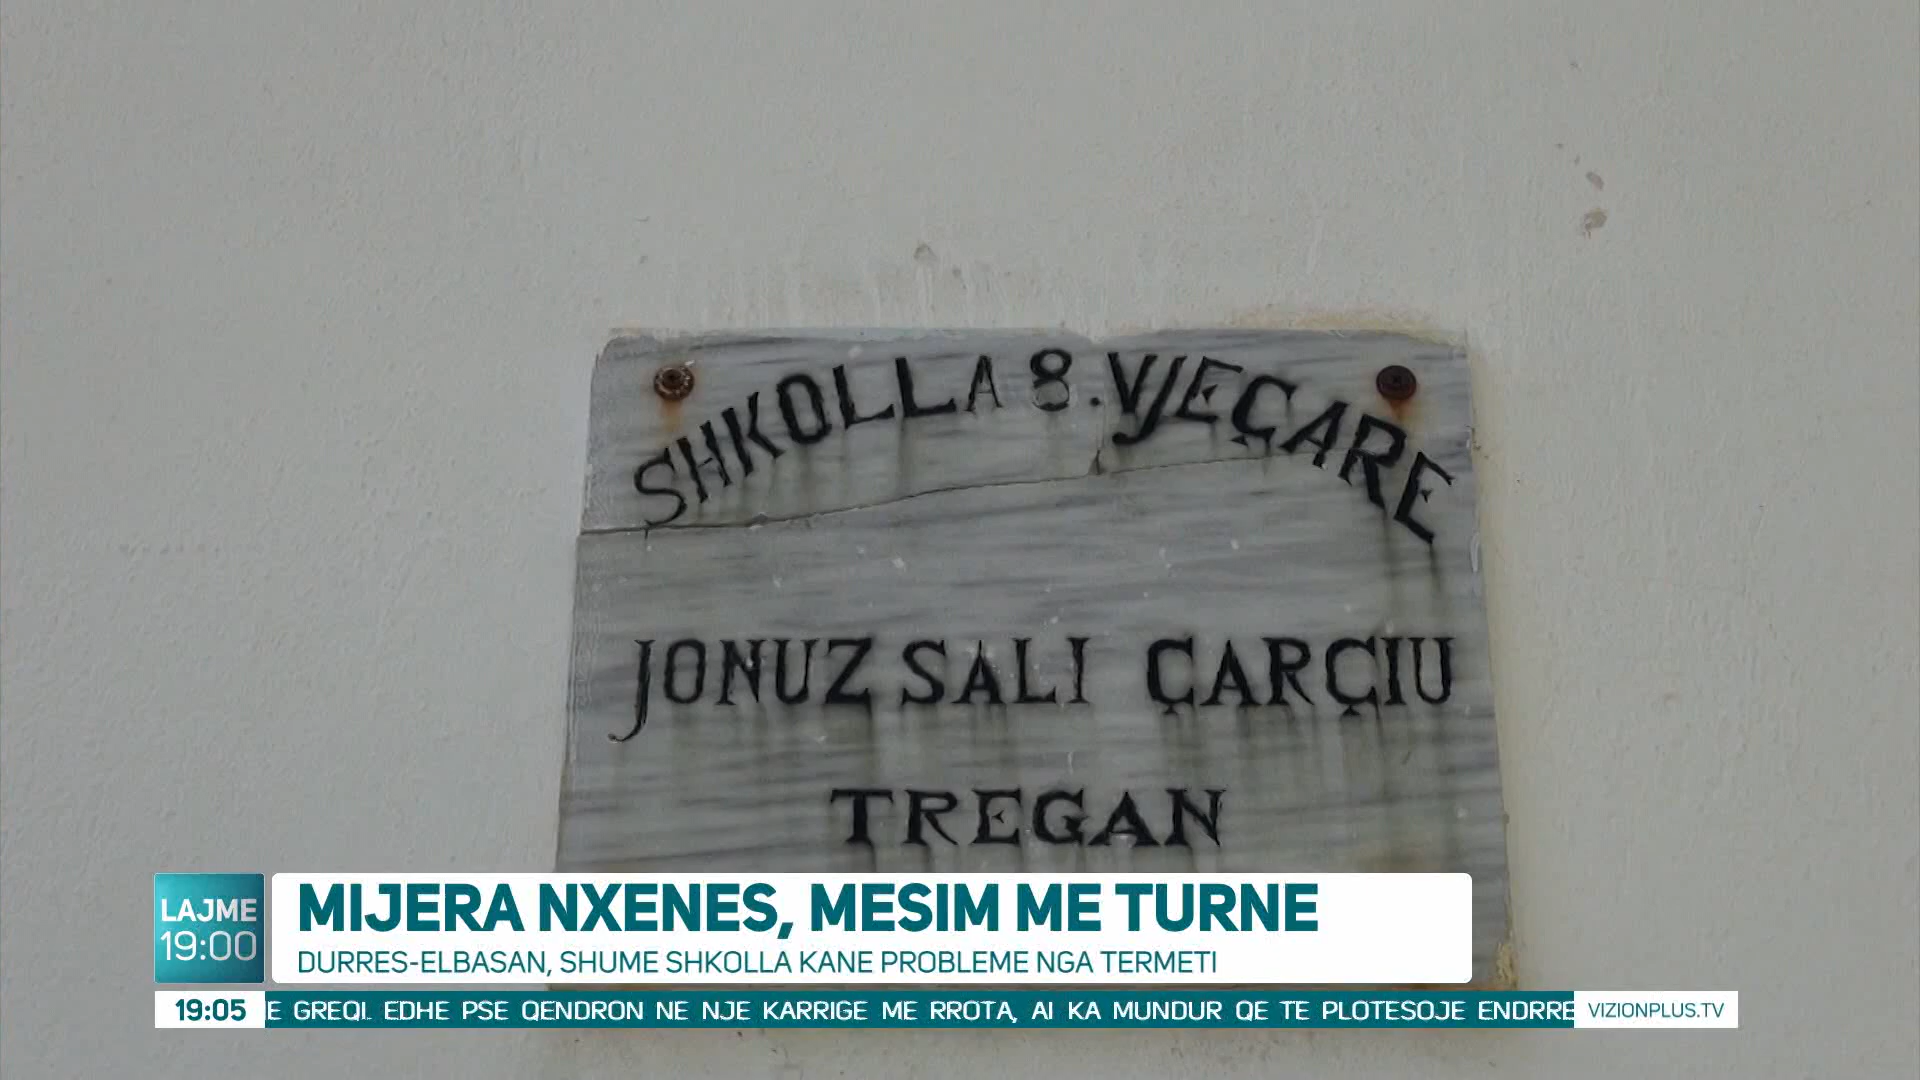 SHKOLLA 8.VJEÇARE
JONUZ SALI ÇARÇIU
TREGAN
LAJME
19:00
MIJERA NXENES, MESIM ME TURNE
DURRES-ELBASAN, SHUME SHKOLLA KANE PROBLEME NGA TERMETI
19:05
E GREQI. EDHE PSE QENDRON NE NJE KARRIGE ME RROTA, AI KA MUNDUR QE TE PLOTESOJE ENDRRE
VIZIONPLUS.TV